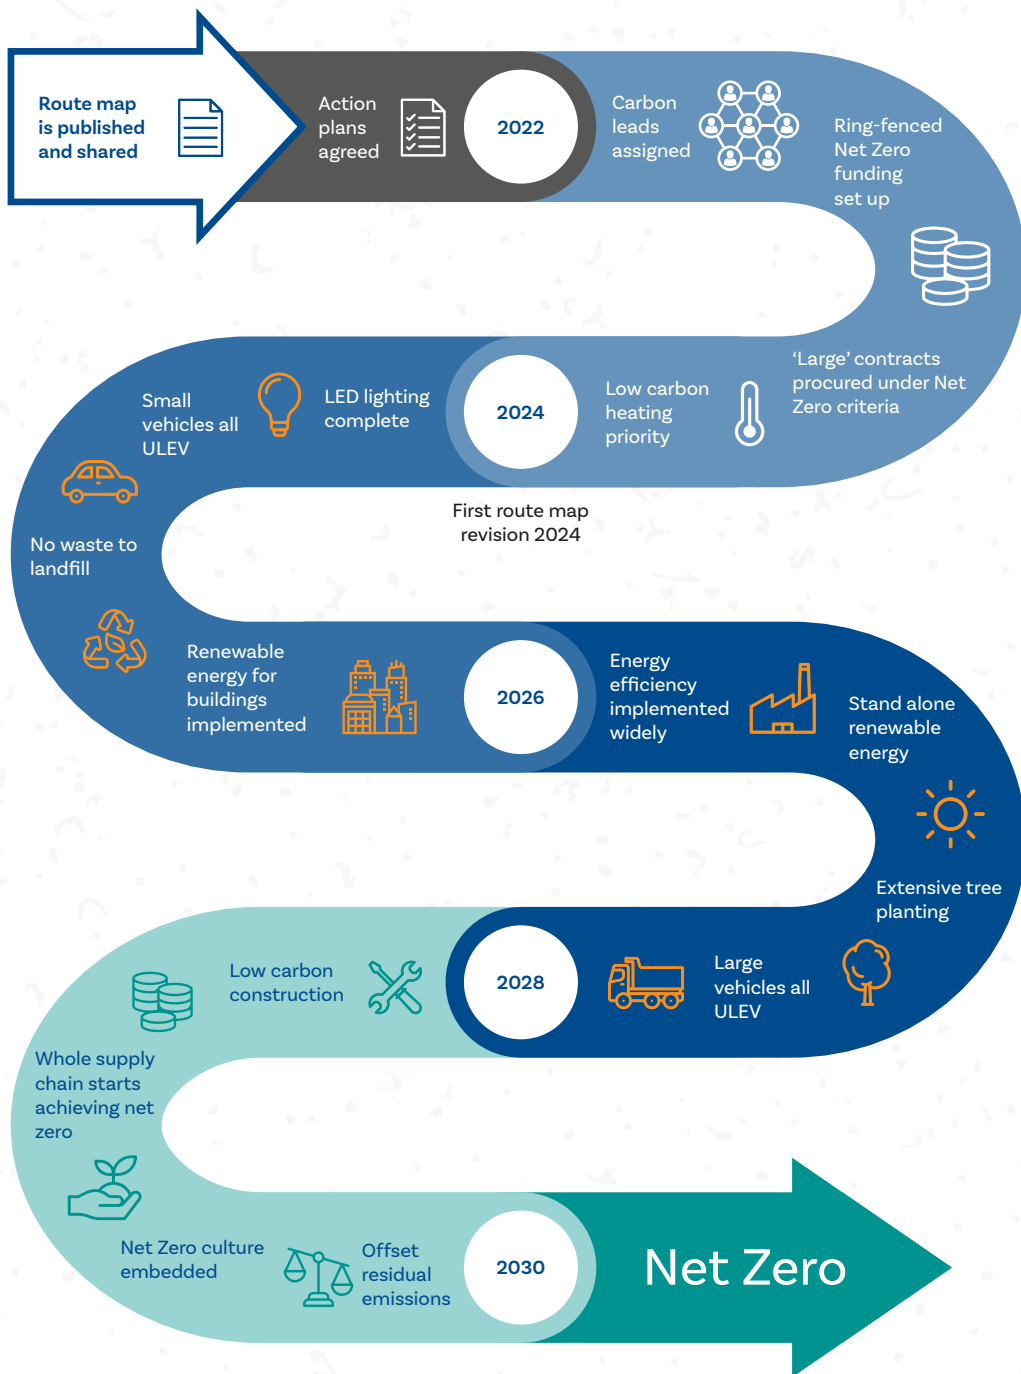 Route map
is published
and shared
Action
plans
agreed
2022
Carbon
leads
assigned
Ring-fenced
Net Zero
funding
set up
‘Large’ contracts
procured under Net
Zero criteria
Low carbon
heating
priority
2024
First route map
revision 2024
LED lighting
complete
Small
vehicles all
ULEV
No waste to
landfill
Renewable
energy for
buildings
implemented
2026
Energy
efficiency
implemented
widely
Stand alone
renewable
energy
Extensive tree
planting
Large
vehicles all
ULEV
2028
Low carbon
construction
Whole supply
chain starts
achieving net
zero
Net Zero culture
embedded
Offset
residual
emissions
2030
Net Zero